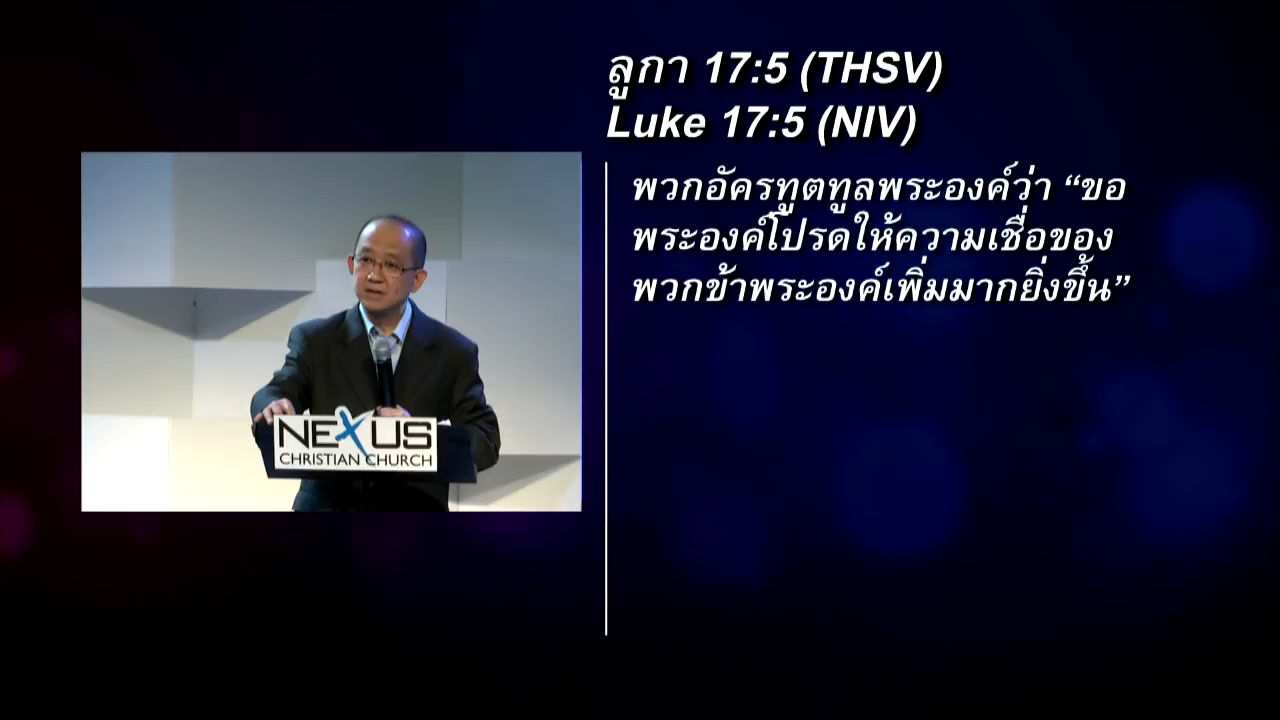 ลูกา 17:5 (THSV)
Luke 17:5 (NIV)
พวกอัครทูตทูลพระองค์ว่า “ขอ
พระองค์โปรดให้ความเชื่อของ
พวกข้าพระองค์เพิ่มมากยิ่งขึ้น”
NEXUS
CHRISTIAN CHURCH